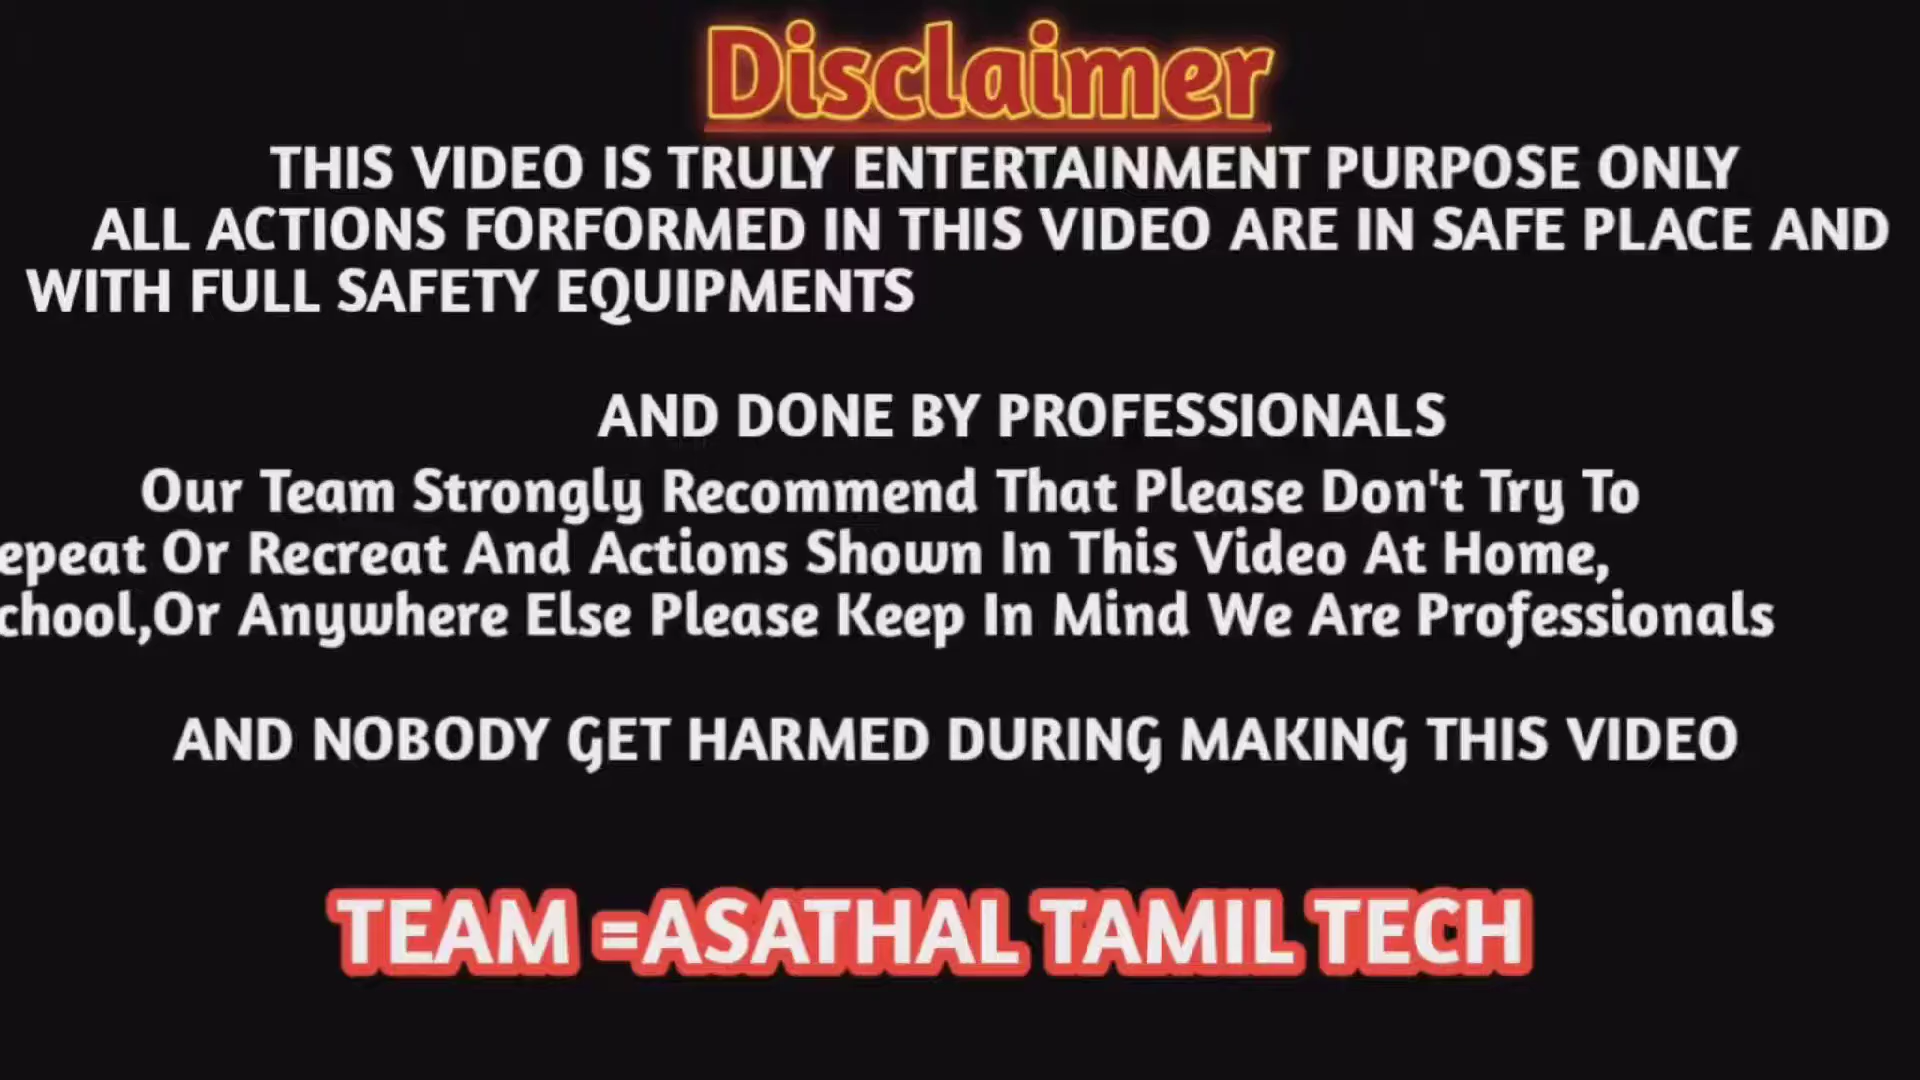 Disclaimer
THIS VIDEO IS TRULY ENTERTAINMENT PURPOSE ONLY
ALL ACTIONS FORFORMED IN THIS VIDEO ARE IN SAFE PLACE AND
WITH FULL SAFETY EQUIPMENTS
AND DONE BY PROFESSIONALS
Our Team Strongly Recommend That Please Don't Try To
epeat Or Recreat And Actions Shown In This Video At Home,
chool,Or Anywhere Else Please Keep In Mind We Are Professionals
AND NOBODY GET HARMED DURING MAKING THIS VIDEO
TEAM =ASATHAL TAMIL TECH